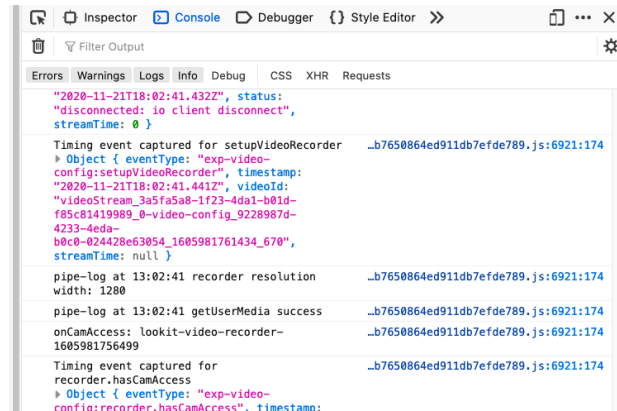 Inspector Console Debugger {} Style Editor
Filter Output
Errors Warnings Logs Info Debug CSS XHR Requests
"2020-11-21T18:02:41.432Z", status:
"disconnected: io client disconnect",
streamTime: 0 }
Timing event captured for setupVideoRecorder …b7650864ed911db7efde789.js:6921:174
Object { eventType: "exp-video-
config:setupVideoRecorder", timestamp:
"2020-11-21T18:02:41.441Z", videoId:
"videoStream_3a5fa5a8-1f23-4da1-b01d-
f85c81419989_0-video-config_9228987d-
4233-4eda-
b0c0-024428e63054_1605981761434_670",
streamTime: null }
pipe-log at 13:02:41 recorder resolution …b7650864ed911db7efde789.js:6921:174
width: 1280
pipe-log at 13:02:41 getUserMedia success …b7650864ed911db7efde789.js:6921:174
onCamAccess: lookit-video-recorder- …b7650864ed911db7efde789.js:6921:174
1605981756499
Timing event captured for …b7650864ed911db7efde789.js:6921:174
recorder.hasCamAccess
Object { eventType: "exp-video-
config:recorder.hasCamAccess", timestamp: